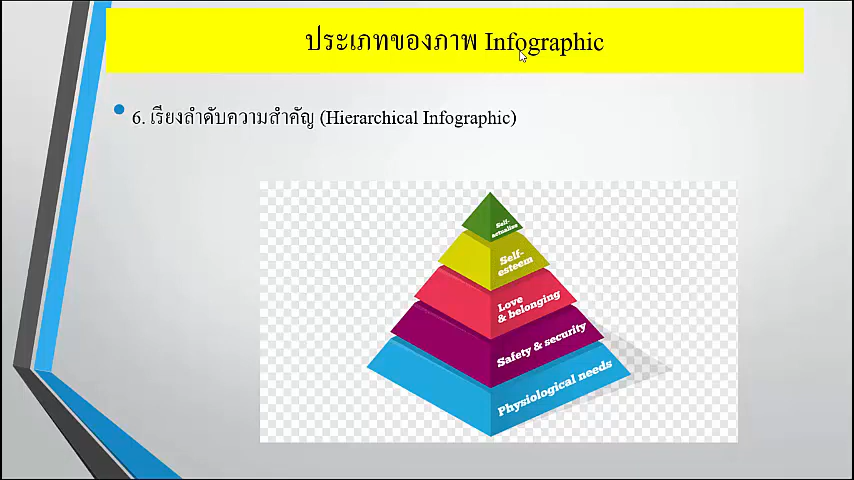 ประเภทของภาพ Infographic
6. เรียงลำดับความสำคัญ (Hierarchical Infographic)
Self-
actualise
Self-
esteem
Love
& belonging
Safety & security
Physiological needs